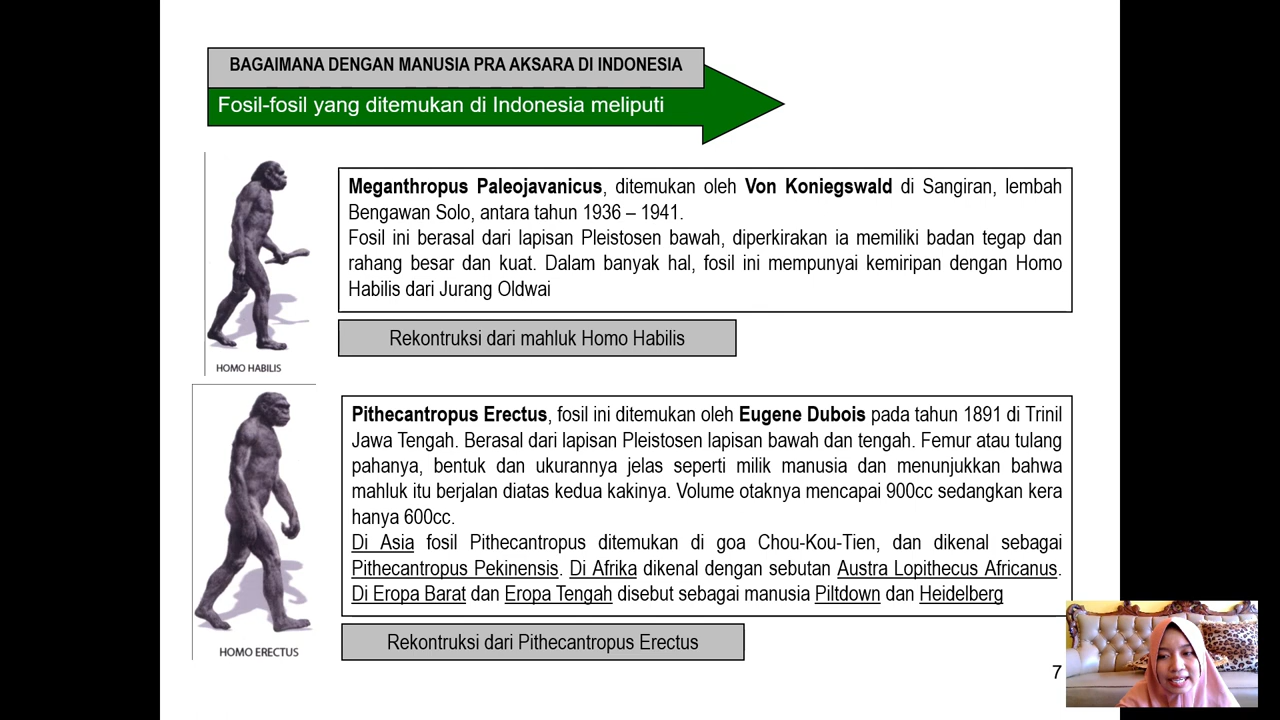 BAGAIMANA DENGAN MANUSIA PRA AKSARA DI INDONESIA
Fosil-fosil yang ditemukan di Indonesia meliputi
Meganthropus Paleojavanicus, ditemukan oleh Von Koniegswald di Sangiran, lembah
Bengawan Solo, antara tahun 1936 – 1941.
Fosil ini berasal dari lapisan Pleistosen bawah, diperkirakan ia memiliki badan tegap dan
rahang besar dan kuat. Dalam banyak hal, fosil ini mempunyai kemiripan dengan Homo
Habilis dari Jurang Oldwai
Rekontruksi dari mahluk Homo Habilis
HOMO HABILIS
Pithecantropus Erectus, fosil ini ditemukan oleh Eugene Dubois pada tahun 1891 di Trinil
Jawa Tengah. Berasal dari lapisan Pleistosen lapisan bawah dan tengah. Femur atau tulang
pahanya, bentuk dan ukurannya jelas seperti milik manusia dan menunjukkan bahwa
mahluk itu berjalan diatas kedua kakinya. Volume otaknya mencapai 900cc sedangkan kera
hanya 600cc.
Di Asia fosil Pithecantropus ditemukan di goa Chou-Kou-Tien, dan dikenal sebagai
Pithecantropus Pekinensis. Di Afrika dikenal dengan sebutan Austra Lopithecus Africanus.
Di Eropa Barat dan Eropa Tengah disebut sebagai manusia Piltdown dan Heidelberg
Rekontruksi dari Pithecantropus Erectus
HOMO ERECTUS
7